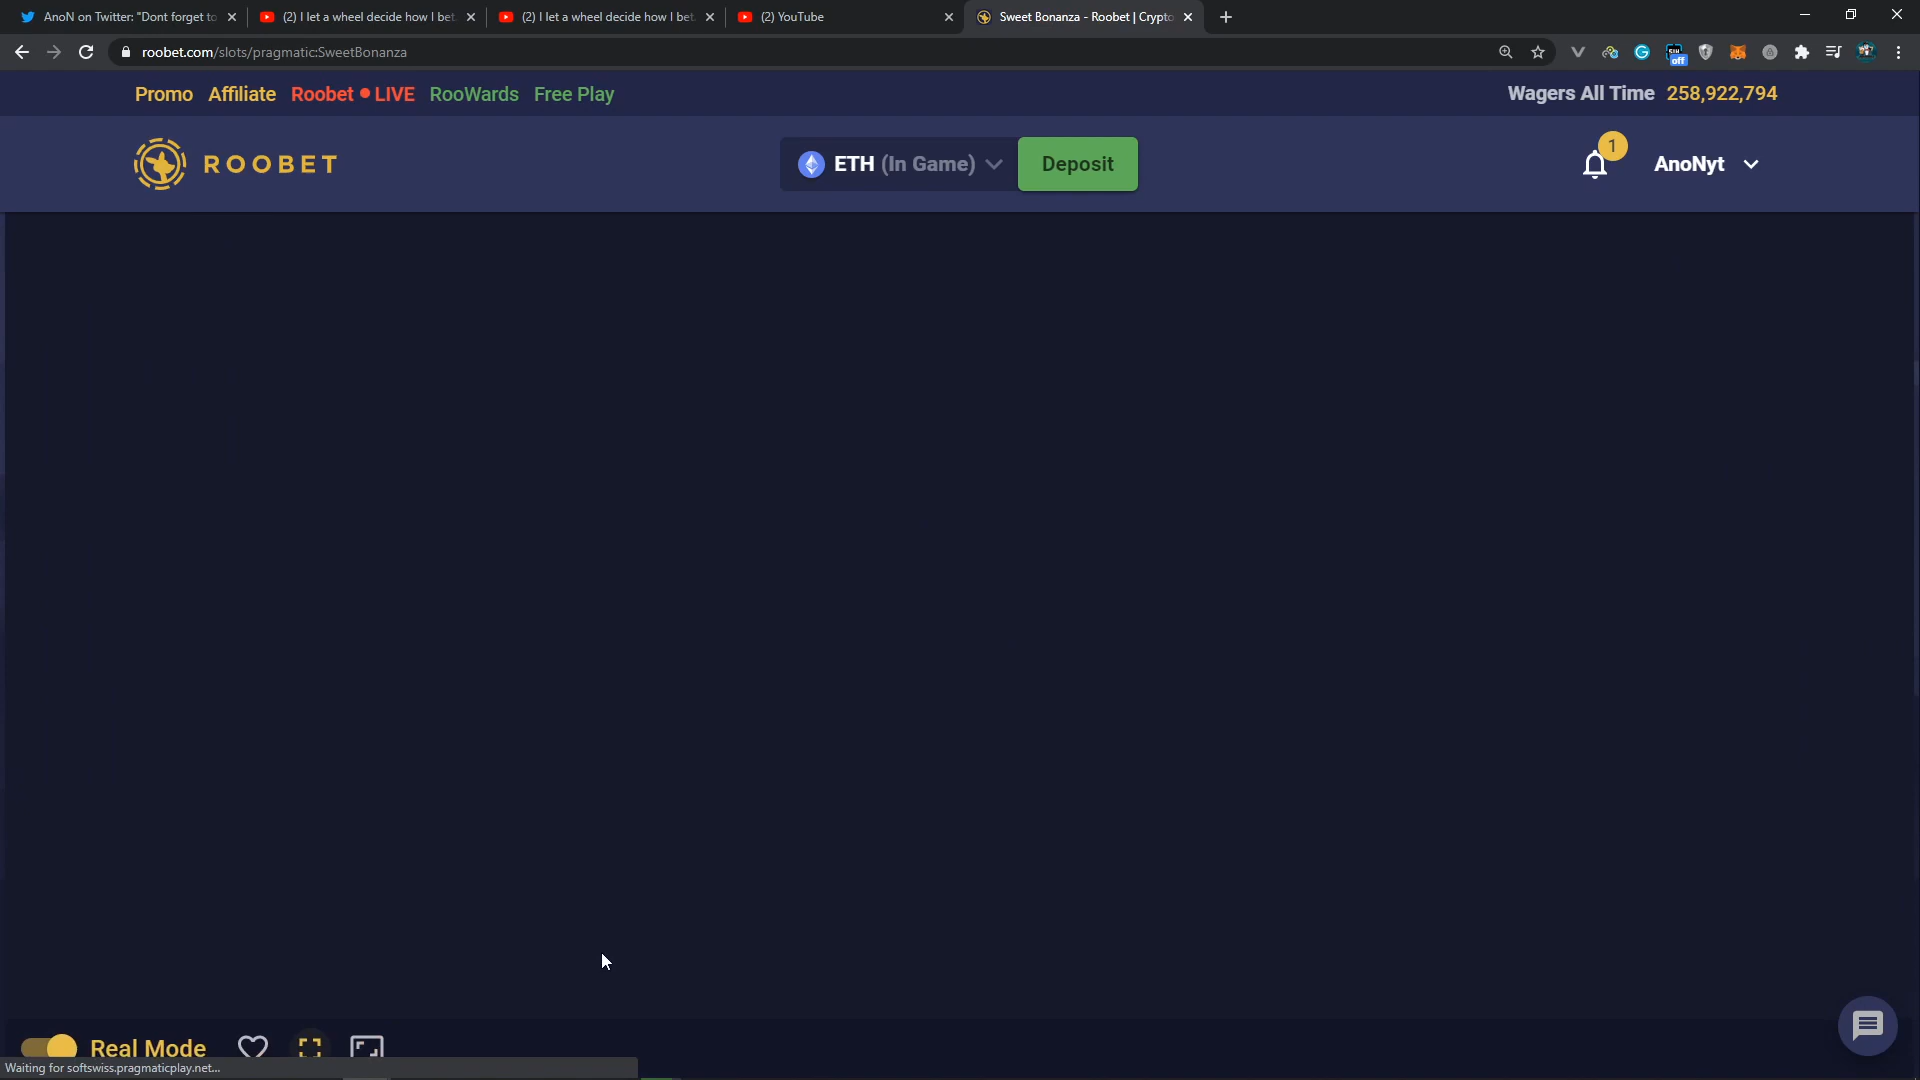 AnoN on Twitter: "Dont forget to
(2) I let a wheel decide how I bet
(2) I let a wheel decide how I bet
(2) YouTube
Sweet Bonanza - Roobet | Crypto
roobet.com/slots/pragmatic:SweetBonanza
off
Promo Affiliate Roobet LIVE RooWards Free Play
Wagers All Time 258,922,794
ROOBET
ETH (In Game)
Deposit
1
AnoNyt
Real Mode
Waiting for softswiss.pragmaticplay.net...